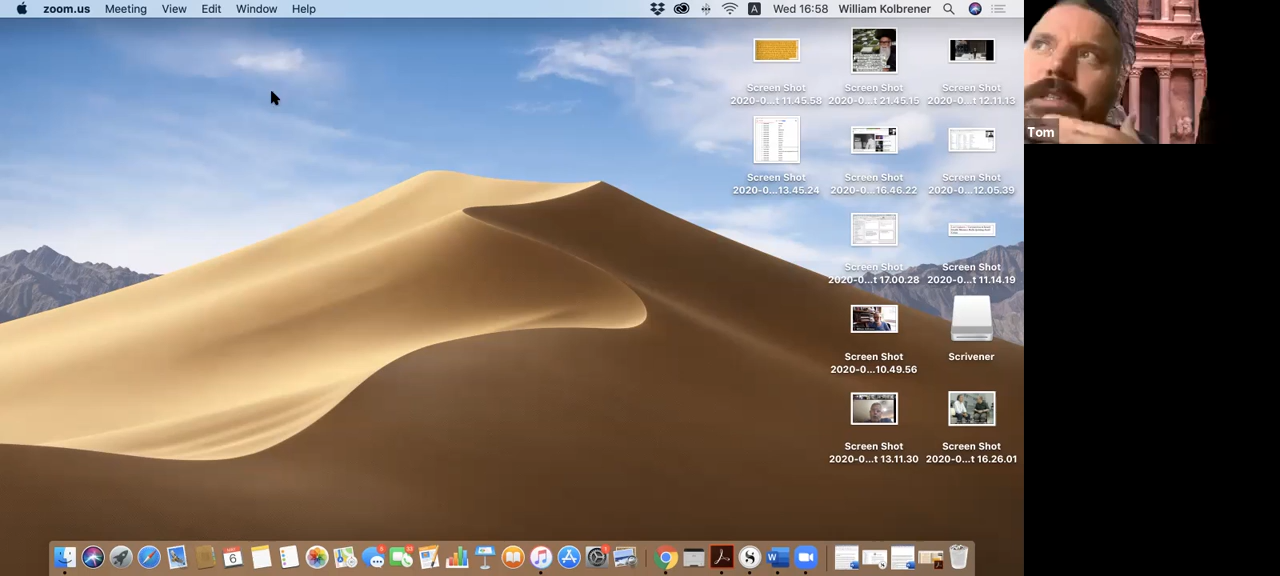 zoom.us Meeting View Edit Window Help A Wed 16:58 William Kolbrener
Screen Shot
2020-0...t 11.45.58
Screen Shot
2020-0...t 21.45.15
Screen Shot
2020-0...t 12.11.13
Screen Shot
2020-0...t 13.45.24
Screen Shot
2020-0...t 16.46.22
Screen Shot
2020-0...12.05.39
Screen Shot
2020-0...t 17.00.28
Screen Shot
2020-0...t 11.14.19
Screen Shot
2020-0...10.49.56
Scrivener
Screen Shot
2020-0...t 13.11.30
Screen Shot
2020-0...t 16.26.01
Tom
6
S
W